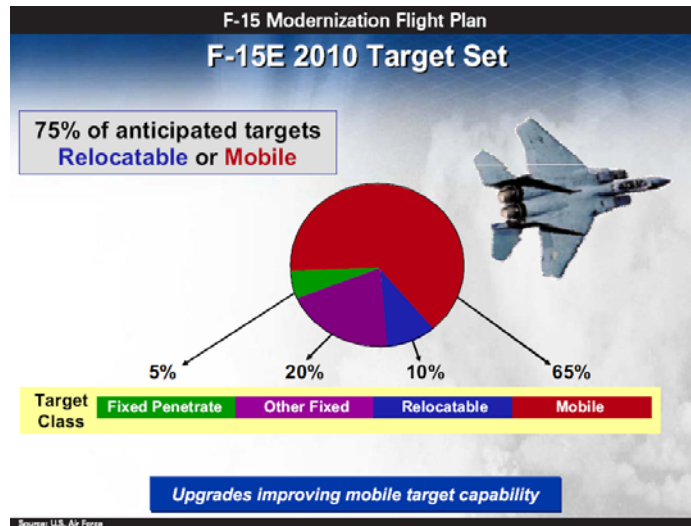 F-15 Modernization Flight Plan
F-15E 2010 Target Set
75% of anticipated targets
Relocatable or Mobile
5% 20% 10% 65%
Target Class Fixed Penetrate Other Fixed Relocatable Mobile
Upgrades improving mobile target capability
Source: U.S. Air Force